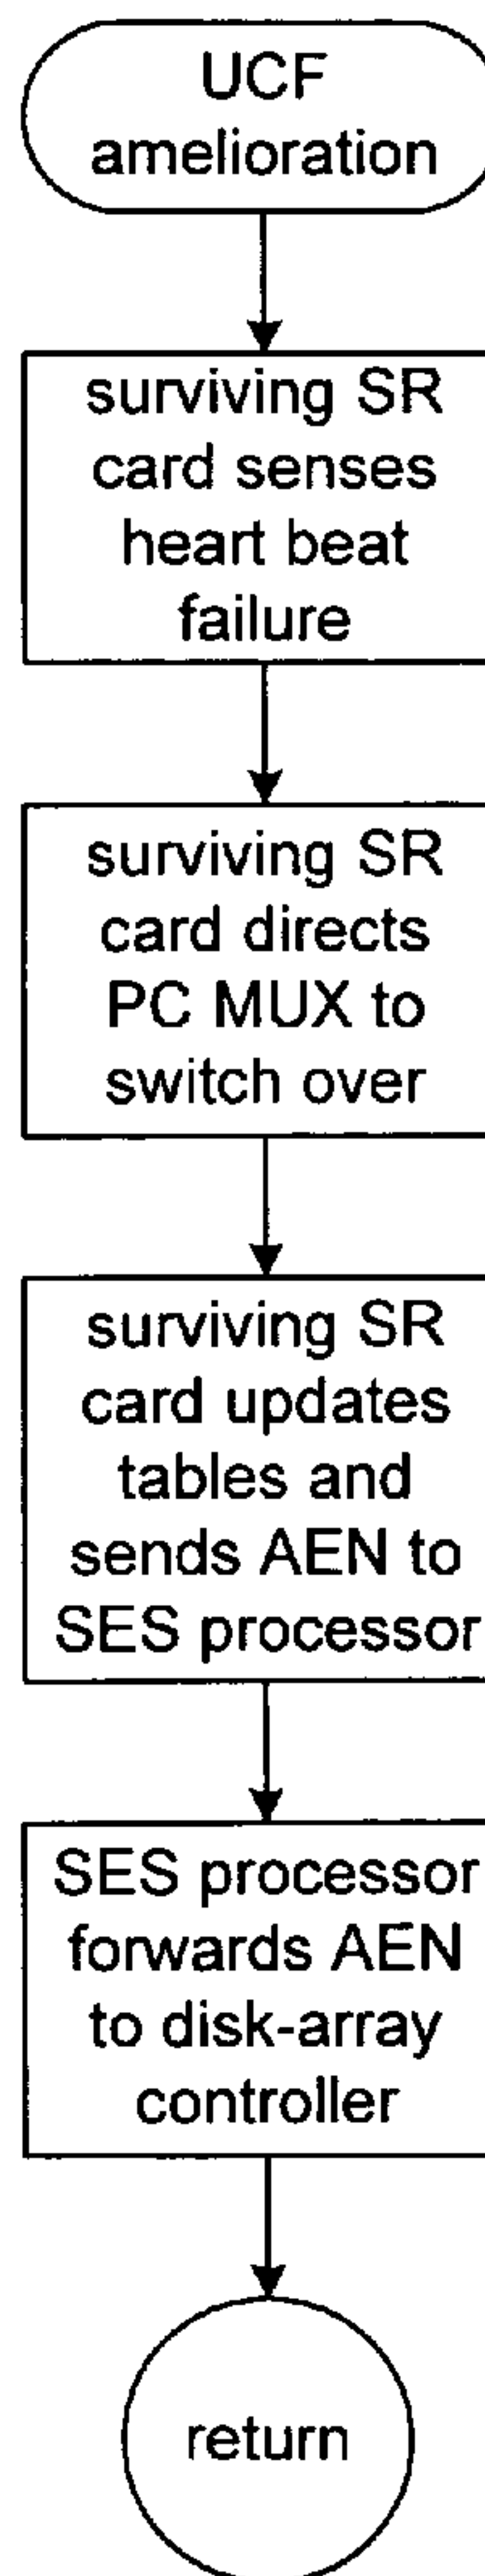 UCF
amelioration
surviving SR
card senses
heart beat
failure
surviving SR
card directs
PC MUX to
switch over
surviving SR
card updates
tables and
sends AEN to
SES processor
SES processor
forwards AEN
to disk-array
controller
return